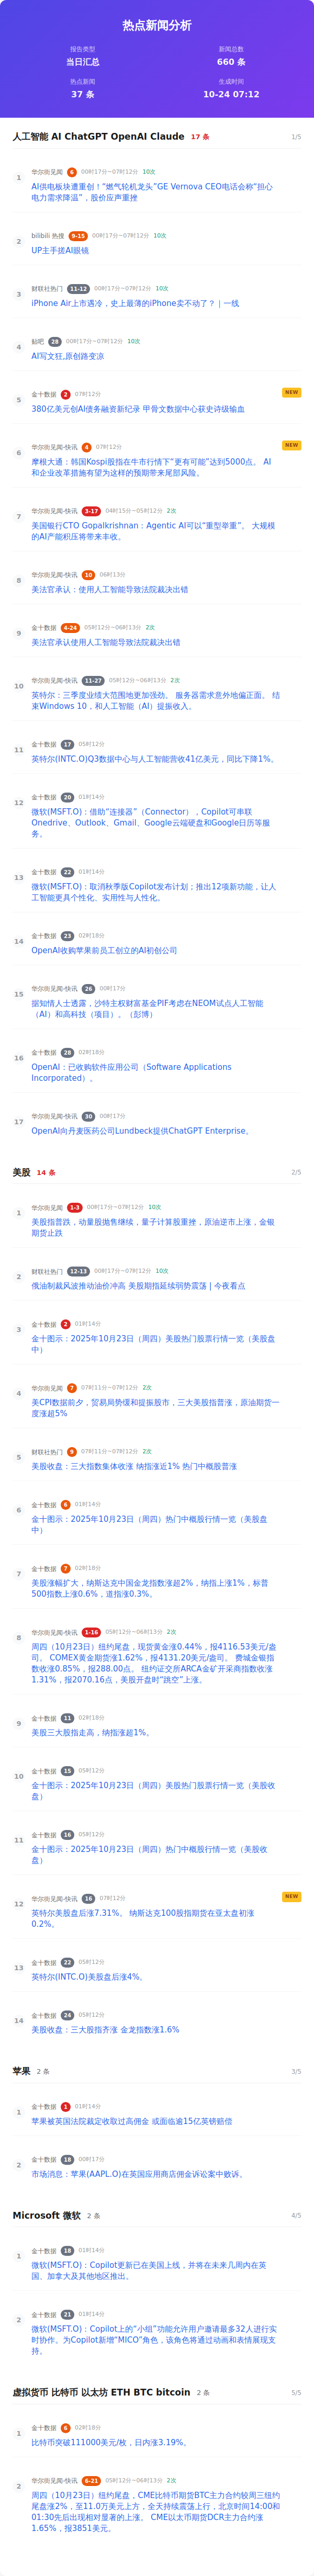 热点新闻分析
报告类型
当日汇总
新闻总数
660 条
热点新闻
37 条
生成时间
10-24 07:12
人工智能 AI ChatGPT OpenAI Claude 17 条 1/5
1
华尔街见闻 6 00时17分~07时12分 10次
AI供电板块遭重创！“燃气轮机龙头”GE Vernova CEO电话会称“担心
电力需求降温”，股价应声重挫
2
bilibili 热搜 9-15 00时17分~07时12分 10次
UP主手搓AI眼镜
3
财联社热门 11-12 00时17分~07时12分 10次
iPhone Air上市遇冷，史上最薄的iPhone卖不动了？｜一线
4
贴吧 28 00时17分~07时12分 10次
AI写文狂,原创路变凉
5
金十数据 2 07时12分
NEW
380亿美元创AI债务融资新纪录 甲骨文数据中心获史诗级输血
6
华尔街见闻-快讯 4 07时12分
NEW
摩根大通：韩国Kospi股指在牛市行情下“更有可能”达到5000点。 AI
和企业改革措施有望为这样的预期带来尾部风险。
7
华尔街见闻-快讯 3-17 04时15分~05时12分 2次
美国银行CTO Gopalkrishnan：Agentic AI可以“重型举重”。 大规模
的AI产能积压将带来丰收。
8
华尔街见闻-快讯 10 06时13分
美法官承认：使用人工智能导致法院裁决出错
9
金十数据 4-24 05时12分~06时13分 2次
美法官承认使用人工智能导致法院裁决出错
10
华尔街见闻-快讯 11-27 05时12分~06时13分 2次
英特尔：三季度业绩大范围地更加强劲。 服务器需求意外地偏正面。 结
束Windows 10，和人工智能（AI）提振收入。
11
金十数据 17 05时12分
英特尔(INTC.O)Q3数据中心与人工智能营收41亿美元，同比下降1%。
12
金十数据 20 01时14分
微软(MSFT.O)：借助“连接器”（Connector），Copilot可串联
Onedrive、Outlook、Gmail、Google云端硬盘和Google日历等服
务。
13
金十数据 22 01时14分
微软(MSFT.O)：取消秋季版Copilot发布计划；推出12项新功能，让人
工智能更具个性化、实用性与人性化。
14
金十数据 23 02时18分
OpenAI收购苹果前员工创立的AI初创公司
15
华尔街见闻-快讯 26 00时17分
据知情人士透露，沙特主权财富基金PIF考虑在NEOM试点人工智能
（AI）和高科技（项目）。（彭博）
16
金十数据 28 02时18分
OpenAI：已收购软件应用公司（Software Applications
Incorporated）。
17
华尔街见闻-快讯 30 00时17分
OpenAI向丹麦医药公司Lundbeck提供ChatGPT Enterprise。
美股 14 条 2/5
1
华尔街见闻 1-3 00时17分~07时12分 10次
美股指普跌，动量股抛售继续，量子计算股重挫，原油逆市上涨，金银
期货止跌
2
财联社热门 12-13 00时17分~07时12分 10次
俄油制裁风波推动油价冲高 美股期指延续弱势震荡 | 今夜看点
3
金十数据 2 01时14分
金十图示：2025年10月23日（周四）美股热门股票行情一览（美股盘
中）
4
华尔街见闻 7 07时11分~07时12分 2次
美CPI数据前夕，贸易局势缓和提振股市，三大美股指普涨，原油期货一
度涨超5%
5
财联社热门 9 07时11分~07时12分 2次
美股收盘：三大指数集体收涨 纳指涨近1% 热门中概股普涨
6
金十数据 6 01时14分
金十图示：2025年10月23日（周四）热门中概股行情一览（美股盘
中）
7
金十数据 7 02时18分
美股涨幅扩大，纳斯达克中国金龙指数涨超2%，纳指上涨1%，标普
500指数上涨0.6%，道指涨0.3%。
8
华尔街见闻-快讯 1-16 05时12分~06时13分 2次
周四（10月23日）纽约尾盘，现货黄金涨0.44%，报4116.53美元/盎
司。 COMEX黄金期货涨1.62%，报4131.20美元/盎司。 费城金银指
数收涨0.85%，报288.00点。 纽约证交所ARCA金矿开采商指数收涨
1.31%，报2070.16点，美股开盘时“跳空”上涨。
9
金十数据 11 02时18分
美股三大股指走高，纳指涨超1%。
10
金十数据 15 05时12分
金十图示：2025年10月23日（周四）美股热门股票行情一览（美股收
盘）
11
金十数据 16 05时12分
金十图示：2025年10月23日（周四）热门中概股行情一览（美股收
盘）
12
华尔街见闻-快讯 16 07时12分
NEW
英特尔美股盘后涨7.31%。 纳斯达克100股指期货在亚太盘初涨
0.2%。
13
金十数据 22 05时12分
英特尔(INTC.O)美股盘后涨4%。
14
金十数据 24 05时12分
美股收盘：三大股指齐涨 金龙指数涨1.6%
苹果 2 条 3/5
1
金十数据 1 01时14分
苹果被英国法院裁定收取过高佣金 或面临逾15亿英镑赔偿
2
金十数据 18 00时17分
市场消息：苹果(AAPL.O)在英国应用商店佣金诉讼案中败诉。
Microsoft 微软 2 条 4/5
1
金十数据 18 01时14分
微软(MSFT.O)：Copilot更新已在美国上线，并将在未来几周内在英
国、加拿大及其他地区推出。
2
金十数据 21 01时14分
微软(MSFT.O)：Copilot上的“小组”功能允许用户邀请最多32人进行实
时协作。为Copilot新增“MICO”角色，该角色将通过动画和表情展现支
持。
虚拟货币 比特币 以太坊 ETH BTC bitcoin 2 条 5/5
1
金十数据 6 02时18分
比特币突破111000美元/枚，日内涨3.19%。
2
华尔街见闻-快讯 6-21 05时12分~06时13分 2次
周四（10月23日）纽约尾盘，CME比特币期货BTC主力合约较周三纽约
尾盘涨2%，至11.0万美元上方，全天持续震荡上行，北京时间14:00和
01:30先后出现相对显著的上涨。 CME以太币期货DCR主力合约涨
1.65%，报3851美元。